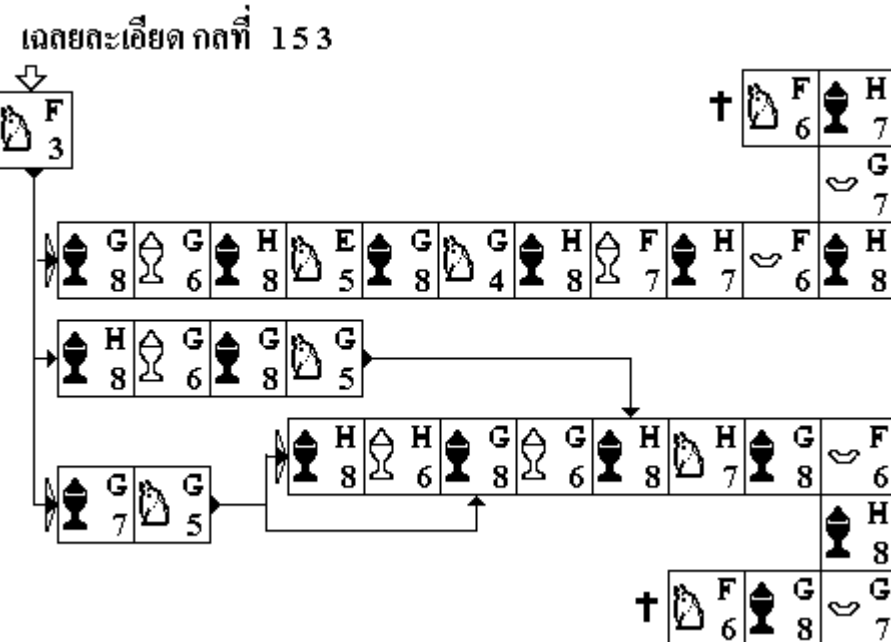 เฉลยละเอียด กลที่ 153
F 3
F 6 H 7
G 7
G 8 G 6 H 8 E 5 G 8 G 4 H 8 F 7 H 7 F 6 H 8
H 8 G 6 G 8 G 5
H 8 H 6 G 8 G 6 H 8 H 7 G 8 F 6
G 7 G 5
H 8
F 6 G 8 G 7